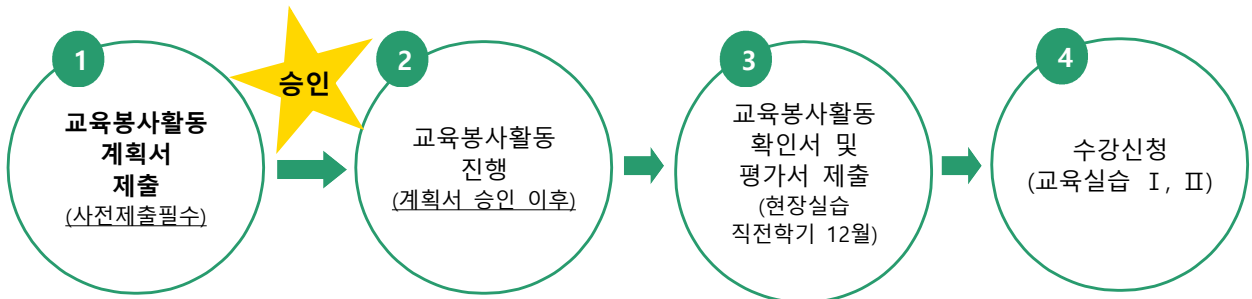 1
교육봉사활동
계획서
제출
(사전제출필수)
승인
2
교육봉사활동
진행
(계획서 승인 이후)
3
교육봉사활동
확인서 및
평가서 제출
(현장실습
직전학기 12월)
4
수강신청
(교육실습 Ⅰ, Ⅱ)